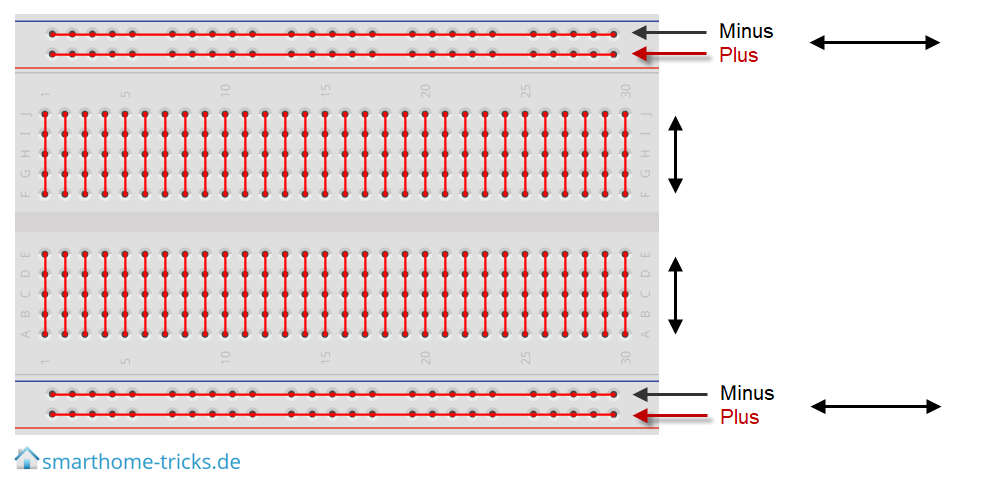 Minus
Plus
1 5 10 15 20 25 30
J J
I I
H H
G G
F F
E E
D D
C C
B B
A A
1 5 10 15 20 25 30
Minus
Plus
smarthome-tricks.de